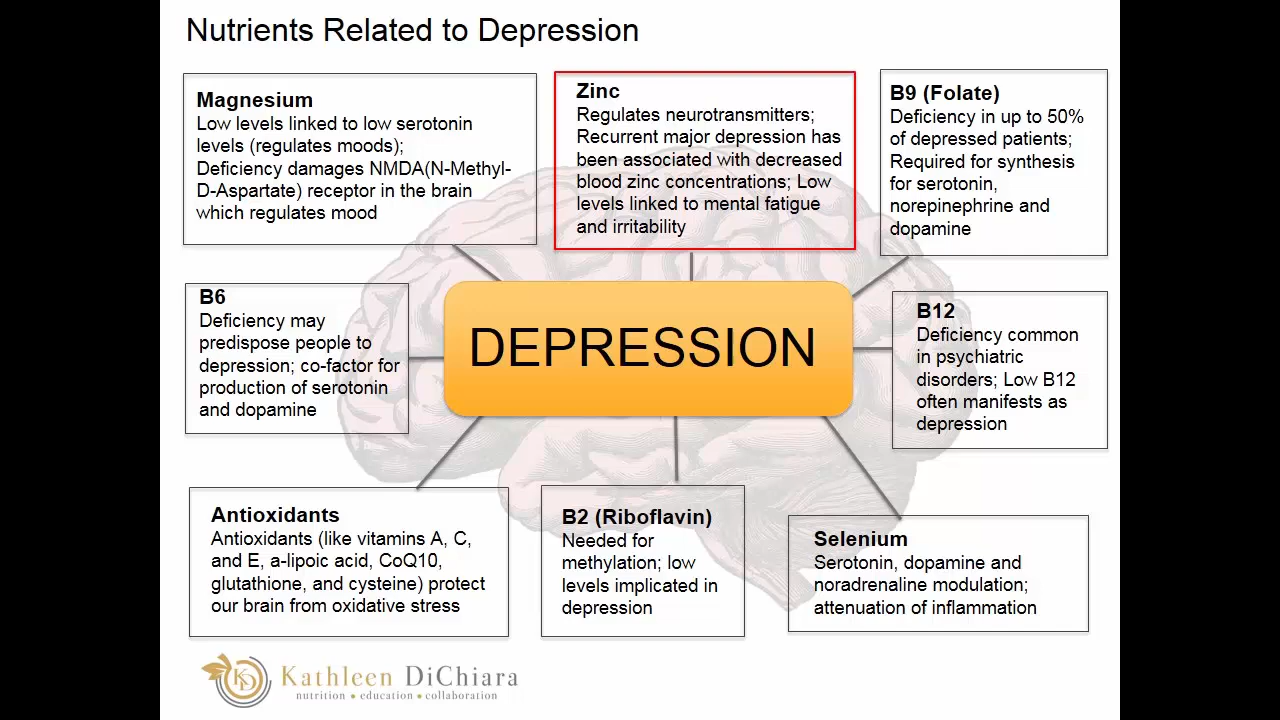 Nutrients Related to Depression
Magnesium
Low levels linked to low serotonin
levels (regulates moods);
Deficiency damages NMDA(N-Methyl-
D-Aspartate) receptor in the brain
which regulates mood
Zinc
Regulates neurotransmitters;
Recurrent major depression has
been associated with decreased
blood zinc concentrations; Low
levels linked to mental fatigue
and irritability
B9 (Folate)
Deficiency in up to 50%
of depressed patients;
Required for synthesis
for serotonin,
norepinephrine and
dopamine
B6
Deficiency may
predispose people to
depression; co-factor for
production of serotonin
and dopamine
DEPRESSION
B12
Deficiency common
in psychiatric
disorders; Low B12
often manifests as
depression
Antioxidants
Antioxidants (like vitamins A, C,
and E, a-lipoic acid, CoQ10,
glutathione, and cysteine) protect
our brain from oxidative stress
B2 (Riboflavin)
Needed for
methylation; low
levels implicated in
depression
Selenium
Serotonin, dopamine and
noradrenaline modulation;
attenuation of inflammation
KD
Kathleen DiChiara
nutrition • education • collaboration